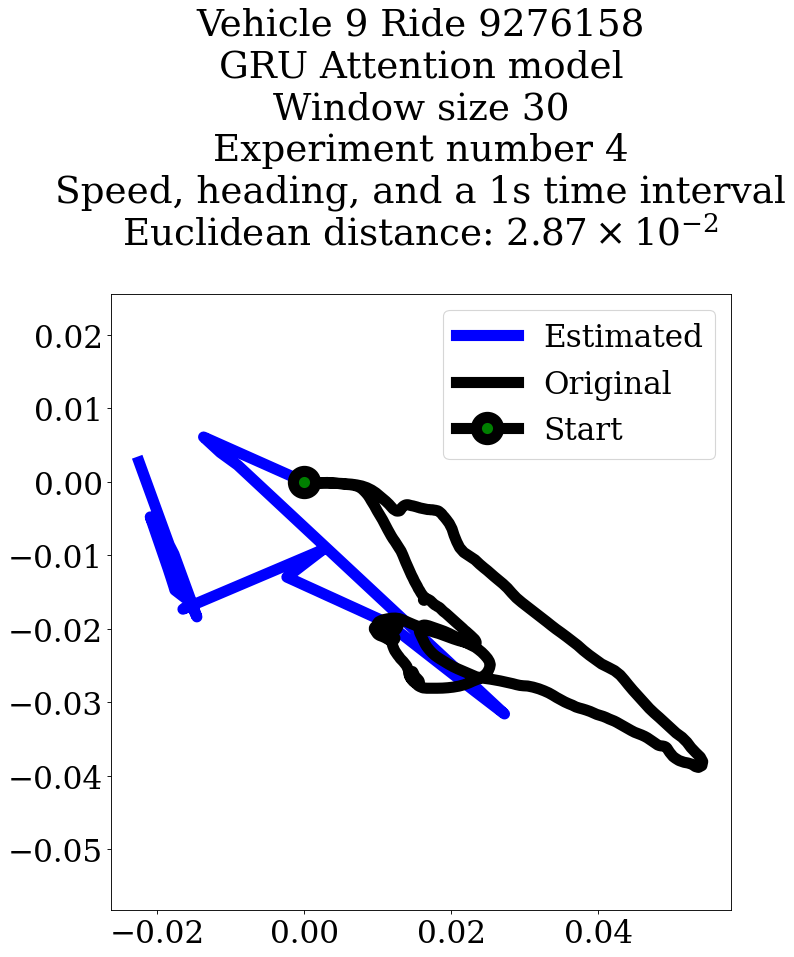 Vehicle 9 Ride 9276158
GRU Attention model
Window size 30
Experiment number 4
Speed, heading, and a 1s time interval
Euclidean distance: 2.87 × 10⁻²
Estimated
Original
Start
0.02
0.01
0.00
−0.01
−0.02
−0.03
−0.04
−0.05
−0.02 0.00 0.02 0.04